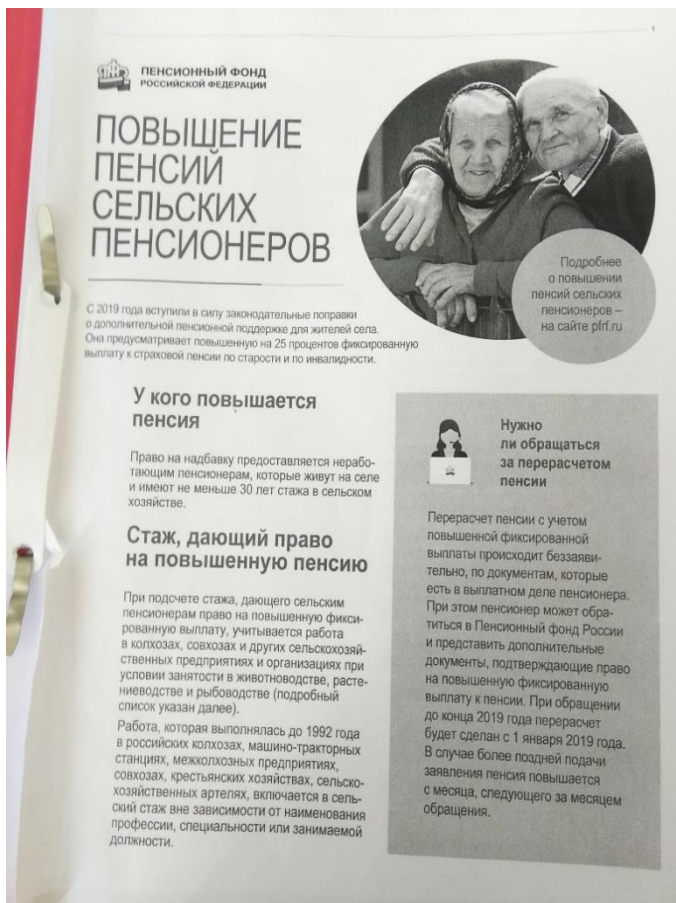 1
ПЕНСИОННЫЙ ФОНД
РОССИЙСКОЙ ФЕДЕРАЦИИ
ПОВЫШЕНИЕ
ПЕНСИЙ
СЕЛЬСКИХ
ПЕНСИОНЕРОВ
Подробнее
о повышении
пенсий сельских
пенсионеров –
на сайте pfrf.ru
С 2019 года вступили в силу законодательные поправки
о дополнительной пенсионной поддержке для жителей села.
Она предусматривает повышенную на 25 процентов фиксированную
выплату к страховой пенсии по старости и по инвалидности.
У кого повышается
пенсия
Право на надбавку предоставляется нерабо-
тающим пенсионерам, которые живут на селе
и имеют не меньше 30 лет стажа в сельском
хозяйстве.
Стаж, дающий право
на повышенную пенсию
При подсчете стажа, дающего сельским
пенсионерам право на повышенную фикси-
рованную выплату, учитывается работа
в колхозах, совхозах и других сельскохозяй-
ственных предприятиях и организациях при
условии занятости в животноводстве, расте-
ниеводстве и рыбоводстве (подробный
список указан далее).
Работа, которая выполнялась до 1992 года
в российских колхозах, машино-тракторных
станциях, межколхозных предприятиях,
совхозах, крестьянских хозяйствах, сельско-
хозяйственных артелях, включается в сель-
ский стаж вне зависимости от наименования
профессии, специальности или занимаемой
должности.
Нужно
ли обращаться
за перерасчетом
пенсии
Перерасчет пенсии с учетом
повышенной фиксированной
выплаты происходит беззаяви-
тельно, по документам, которые
есть в выплатном деле пенсионера.
При этом пенсионер может обра-
титься в Пенсионный фонд России
и представить дополнительные
документы, подтверждающие право
на повышенную фиксированную
выплату к пенсии. При обращении
до конца 2019 года перерасчет
будет сделан с 1 января 2019 года.
В случае более поздней подачи
заявления пенсия повышается
с месяца, следующего за месяцем
обращения.